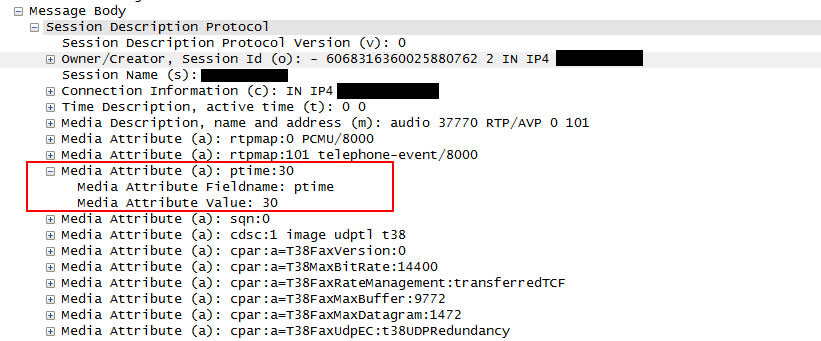 Message Body
Session Description Protocol
Session Description Protocol Version (v): 0
Owner/Creator, Session Id (o): - 6068316360025880762 2 IN IP4
Session Name (s):
Connection Information (c): IN IP4
Time Description, active time (t): 0 0
Media Description, name and address (m): audio 37770 RTP/AVP 0 101
Media Attribute (a): rtpmap:0 PCMU/8000
Media Attribute (a): rtpmap:101 telephone-event/8000
Media Attribute (a): ptime:30
Media Attribute Fieldname: ptime
Media Attribute Value: 30
Media Attribute (a): sqn:0
Media Attribute (a): cdsc:1 image udptl t38
Media Attribute (a): cpar:a=T38FaxVersion:0
Media Attribute (a): cpar:a=T38MaxBitRate:14400
Media Attribute (a): cpar:a=T38FaxRateManagement:transferredTCF
Media Attribute (a): cpar:a=T38FaxMaxBuffer:9772
Media Attribute (a): cpar:a=T38FaxMaxDatagram:1472
Media Attribute (a): cpar:a=T38FaxUdpEC:t38UDPRedundancy